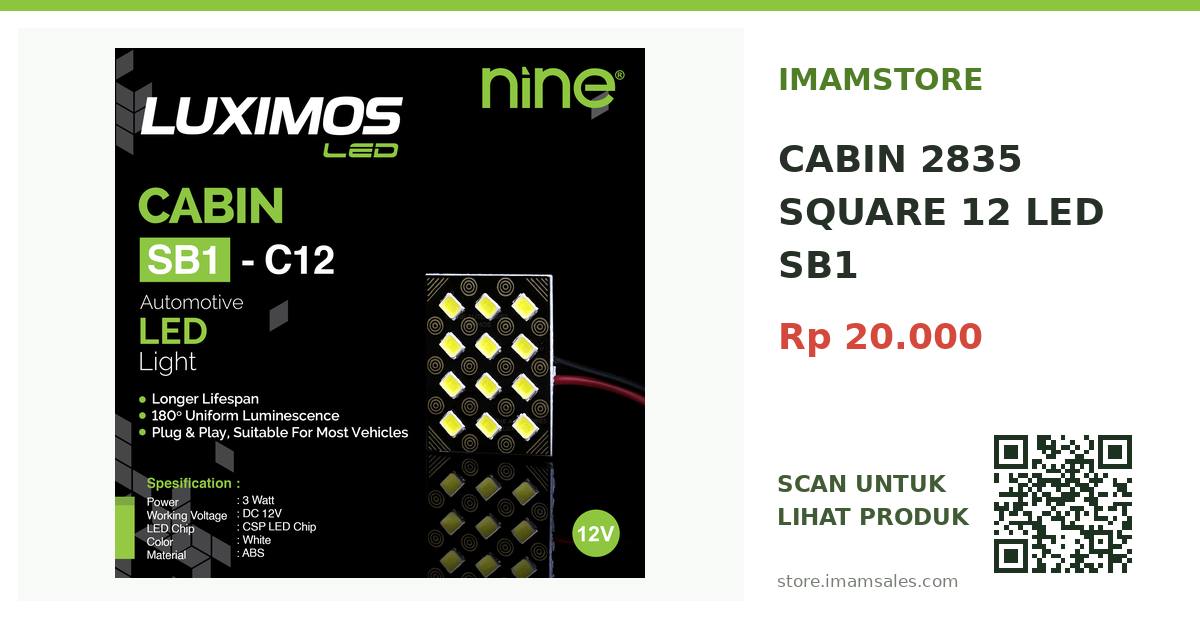 nine®
LUXIMOS
LED
CABIN
SB1 - C12
Automotive
LED
Light
Longer Lifespan
180° Uniform Luminescence
Plug & Play, Suitable For Most Vehicles
Spesification :
Power : 3 Watt
Working Voltage : DC 12V
LED Chip : CSP LED Chip
Color : White
Material : ABS
12V
IMAMSTORE
CABIN 2835
SQUARE 12 LED
SB1
Rp 20.000
SCAN UNTUK
LIHAT PRODUK
store.imamsales.com